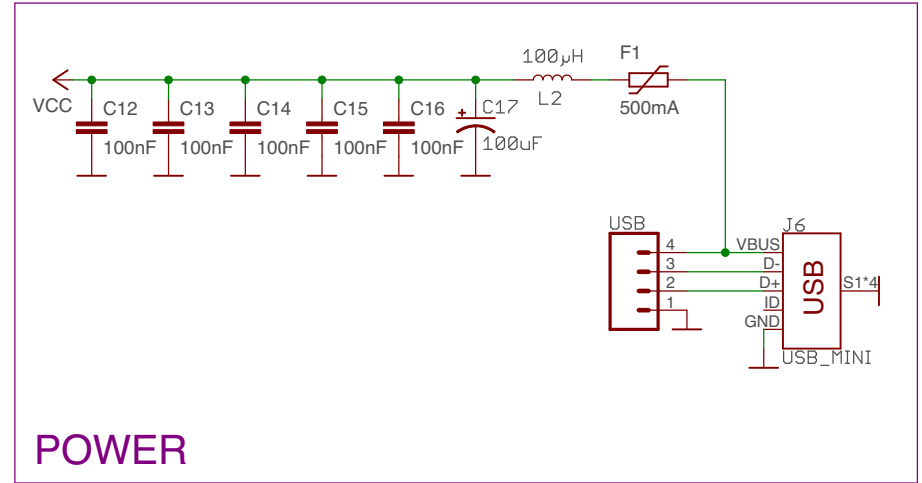 100µH
F1
VCC
C12
C13
C14
C15
C16
+
C17
L2
500mA
100nF
100nF
100nF
100nF
100nF
100uF
USB
J6
4
VBUS
3
D-
2
D+
S1*4
1
ID
GND
USB
USB_MINI
POWER